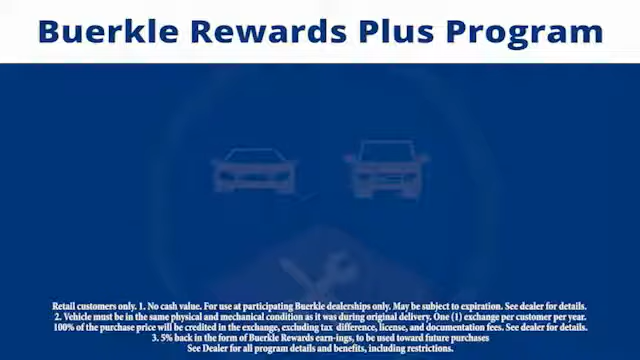 Buerkle Rewards Plus Program
Retail customers only. 1. No cash value. For use at participating Buerkle dealerships only. May be subject to expiration. See dealer for details.
2. Vehicle must be in the same physical and mechanical condition as it was during original delivery. One (1) exchange per customer per year.
100% of the purchase price will be credited in the exchange, excluding tax difference, license, and documentation fees. See dealer for details.
3. 5% back in the form of Buerkle Rewards earn-ings, to be used toward future purchases
See Dealer for all program details and benefits, including restrictions.